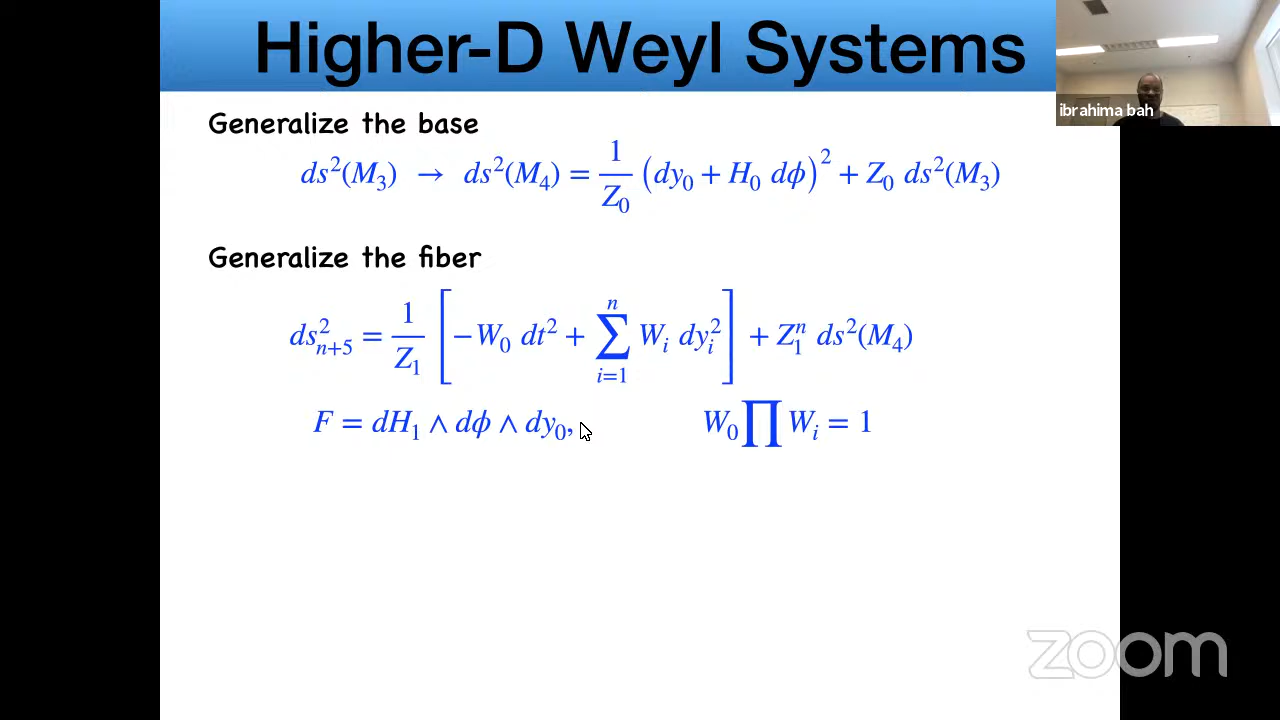 Higher-D Weyl Systems
ibrahima bah
Generalize the base
ds²(M₃) → ds²(M₄) = 1/Z₀ (dy₀ + H₀ dϕ)² + Z₀ ds²(M₃)
Generalize the fiber
ds²ₙ₊₅ = 1/Z₁ [−W₀ dt² + ∑ⁿᵢ₌₁ Wᵢ dyᵢ²] + Z₁ⁿ ds²(M₄)
F = dH₁ ∧ dϕ ∧ dy₀, W₀ ∏ Wᵢ = 1
zoom